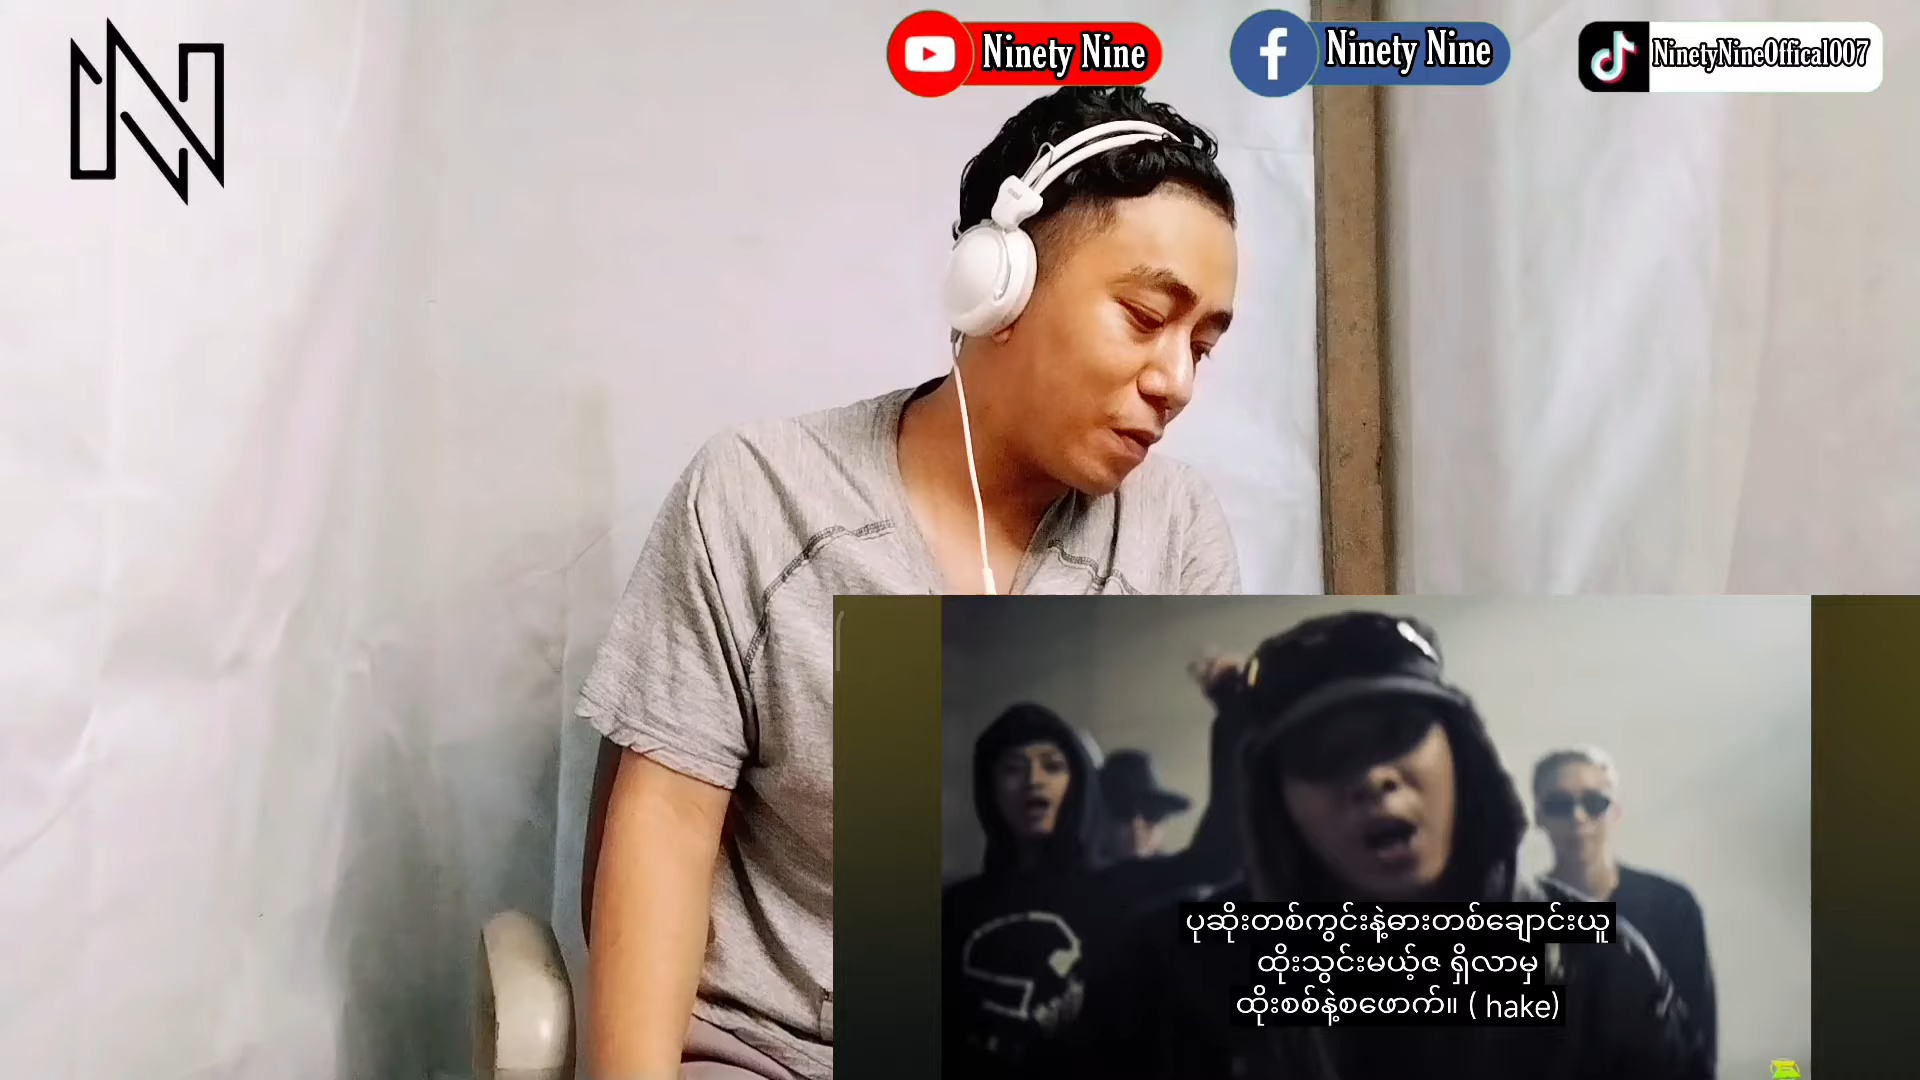 Ninety Nine
Ninety Nine
NinetyNineOffical007
ပုဆိုးတစ်ကွင်းနဲ့ဓားတစ်ချောင်းယူ
ထိုးသွင်းမယ့်ဇ ရှိလာမှ
ထိုးစစ်နဲ့စဖောက်။ ( hake)